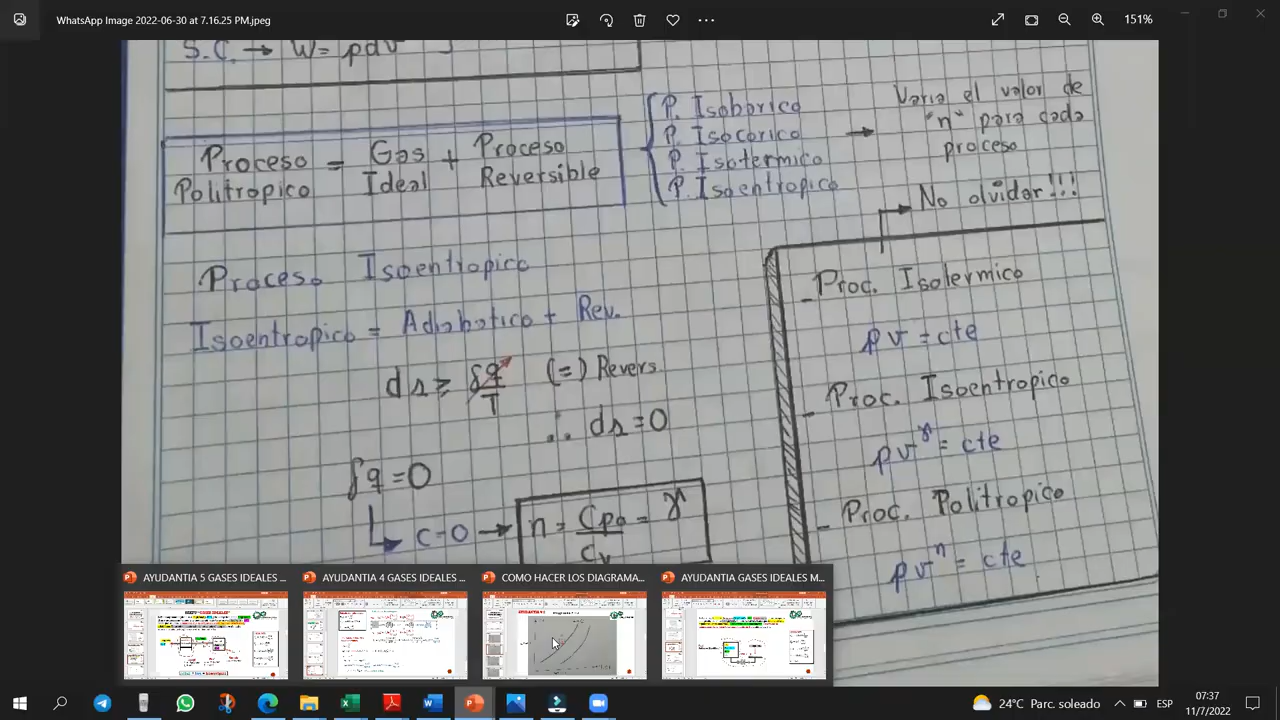 WhatsApp Image 2022-06-30 at 7.16.25 PM.jpeg
151%
S.C. → W= pdv
Proceso Politropico = Gas Ideal + Proceso Reversible
P. Isoborico
P. Isocorico
P. Isotermico
P. Isoentropico
→ Varia el valor de
"n" para cada
proceso
No olvidar!!!
Proceso Isoentropico
Isoentropico = Adiabatico + Rev.
ds ≥ δq/T (=) Revers.
∴ ds=0
δq=0
c=0 → n = Cpo/Cv = γ
- Proc. Isotermico
pv = cte
- Proc. Isoentropico
pv^γ = cte
- Proc. Politropico
pv^n = cte
AYUDANTIA 5 GASES IDEALES ...
AYUDANTIA 4 GASES IDEALES ...
COMO HACER LOS DIAGRAMA...
AYUDANTIA GASES IDEALES M...
24°C Parc. soleado
ESP
07:37
11/7/2022